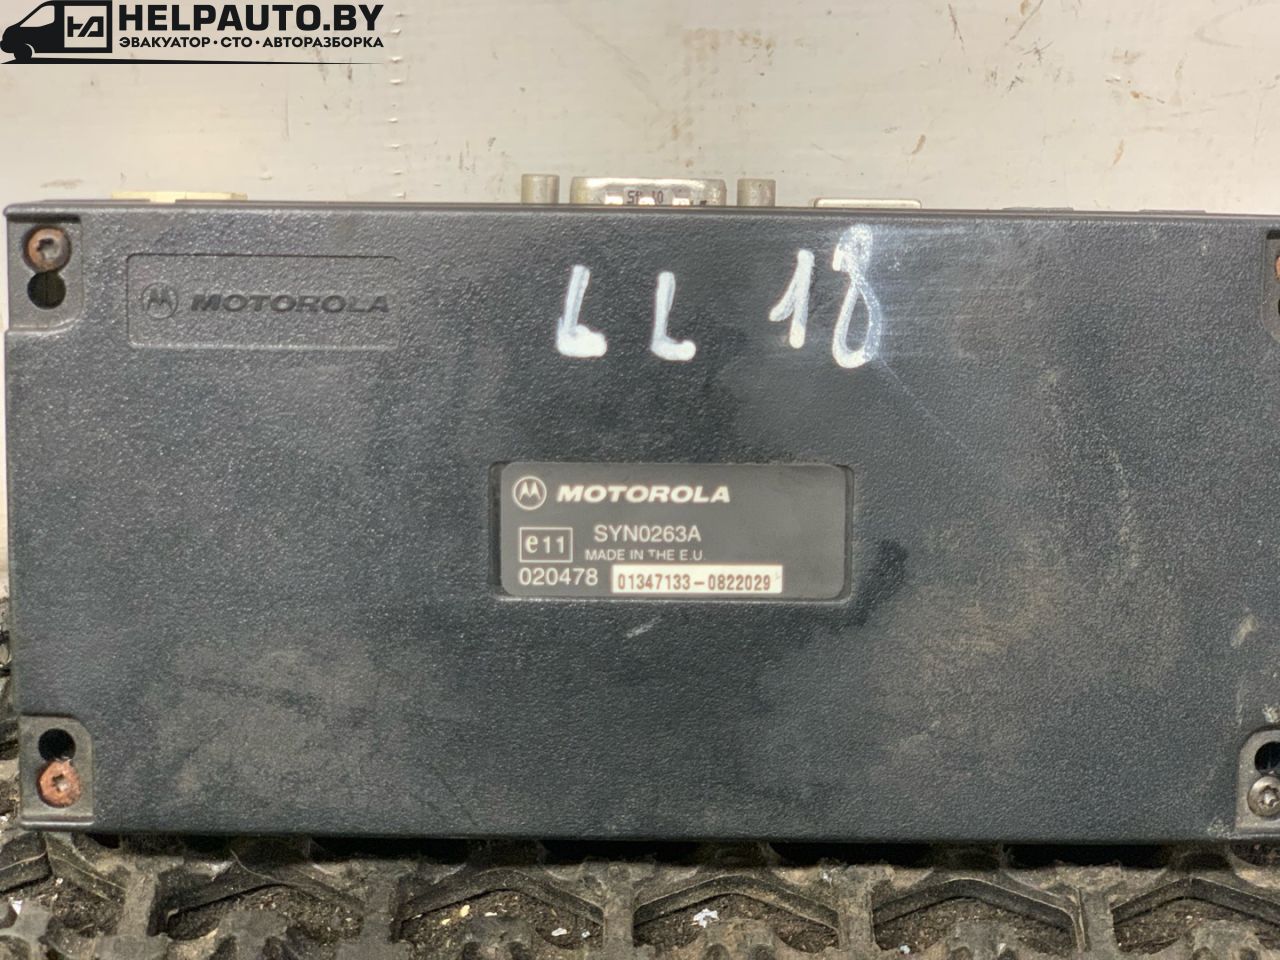 HELPAUTO.BY
ЭВАКУАТОР · СТО · АВТОРАЗБОРКА
MOTOROLA
LL 18
MOTOROLA
e11 SYN0263A
MADE IN THE E.U.
020478 01347133-0822029